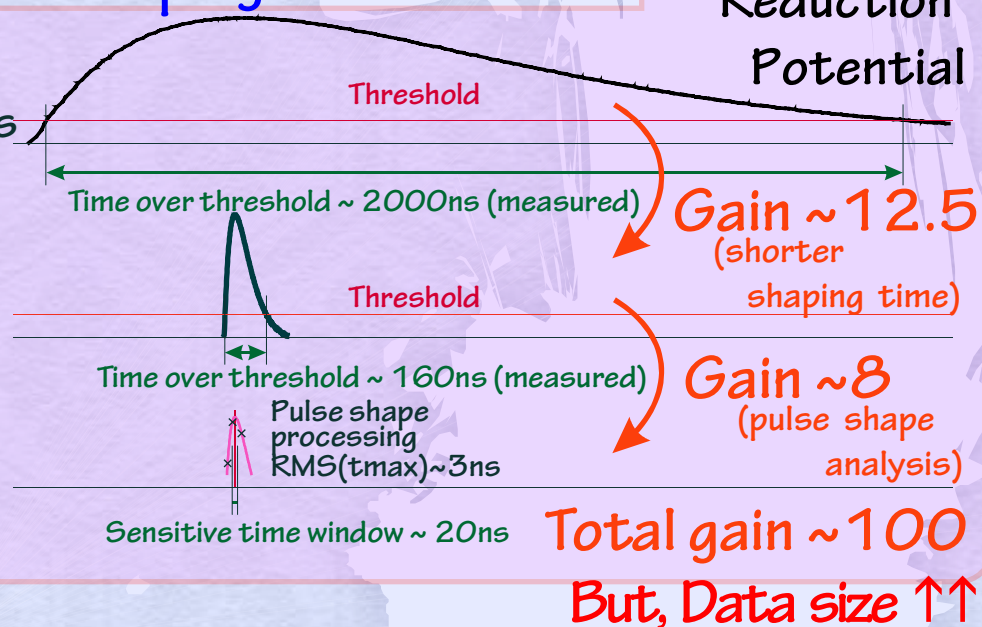 Reduction
Potential
Threshold
s
Time over threshold ~ 2000ns (measured)
Gain ~12.5
(shorter
shaping time)
Threshold
Time over threshold ~ 160ns (measured)
Gain ~8
(pulse shape
analysis)
Pulse shape
processing
RMS(tmax)~3ns
Sensitive time window ~ 20ns
Total gain ~100
But, Data size ↑↑